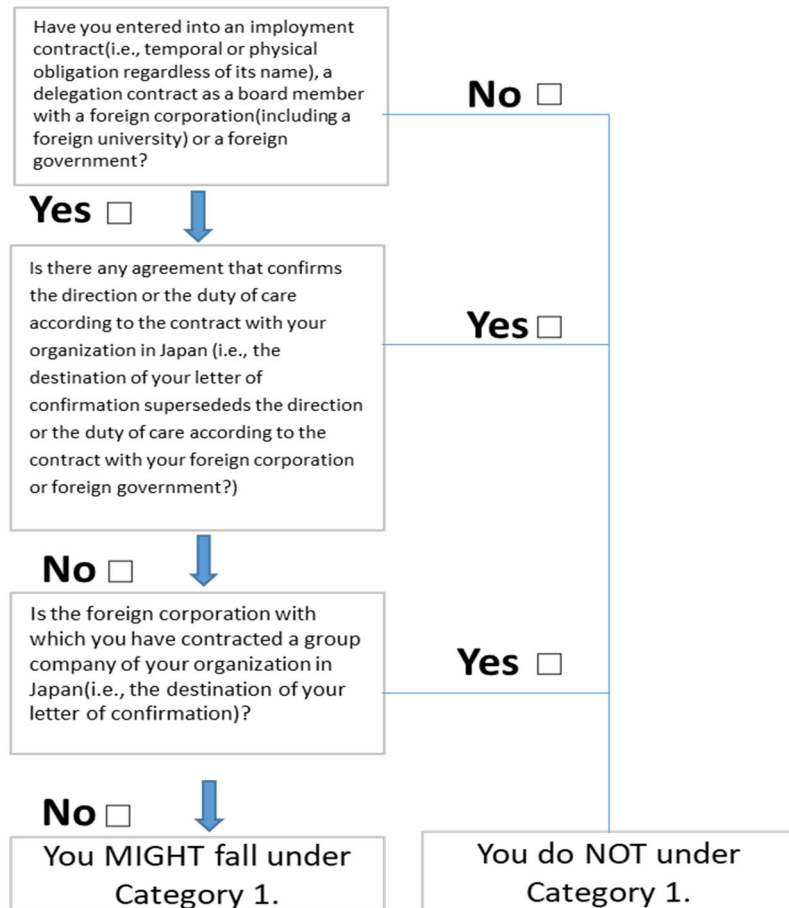 Have you entered into an imployment
contract(i.e., temporal or physical
obligation regardless of its name), a
delegation contract as a board member
with a foreign corporation(including a
foreign university) or a foreign
government?
No □
Yes □
Is there any agreement that confirms
the direction or the duty of care
according to the contract with your
organization in Japan (i.e., the
destination of your letter of
confirmation supersededs the direction
or the duty of care according to the
contract with your foreign corporation
or foreign government?)
Yes □
No □
Is the foreign corporation with
which you have contracted a group
company of your organization in
Japan(i.e., the destination of your
letter of confirmation)?
Yes □
No □
You MIGHT fall under
Category 1.
You do NOT under
Category 1.